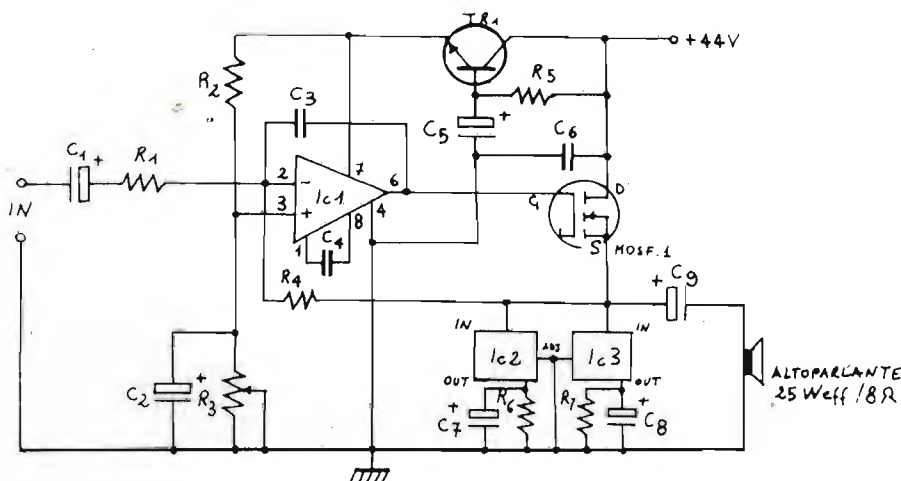 TR1
+44V
R2
R5
C3
C5
+
C6
C1
+
R1
7
2
-
Ic1
6
3
+
4
8
1
C4
IN
G
D
S
MOSF.1
R4
+
C9
IN
Ic2
ADJ
IN
Ic3
OUT
OUT
C2
+
R3
+
C7
R6
R7
+
C8
ALTOPARLANTE
25 Weff/8Ω